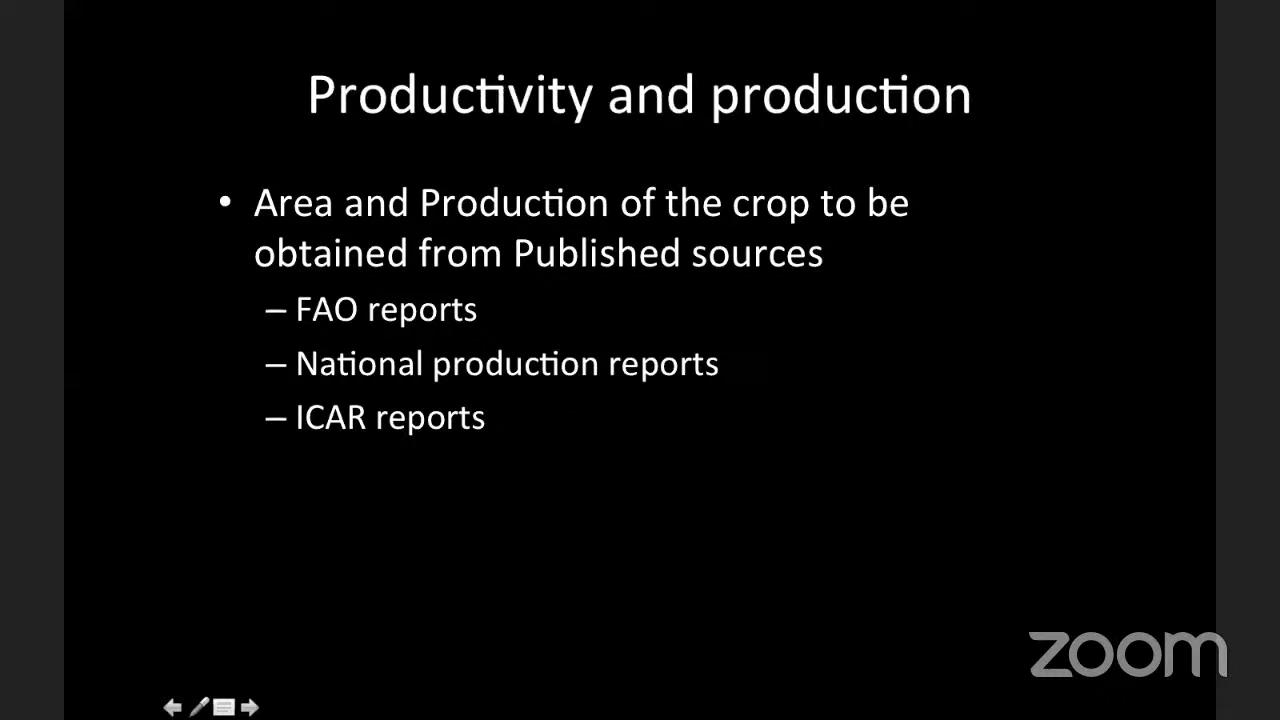 Productivity and production
• Area and Production of the crop to be
obtained from Published sources
– FAO reports
– National production reports
– ICAR reports
zoom